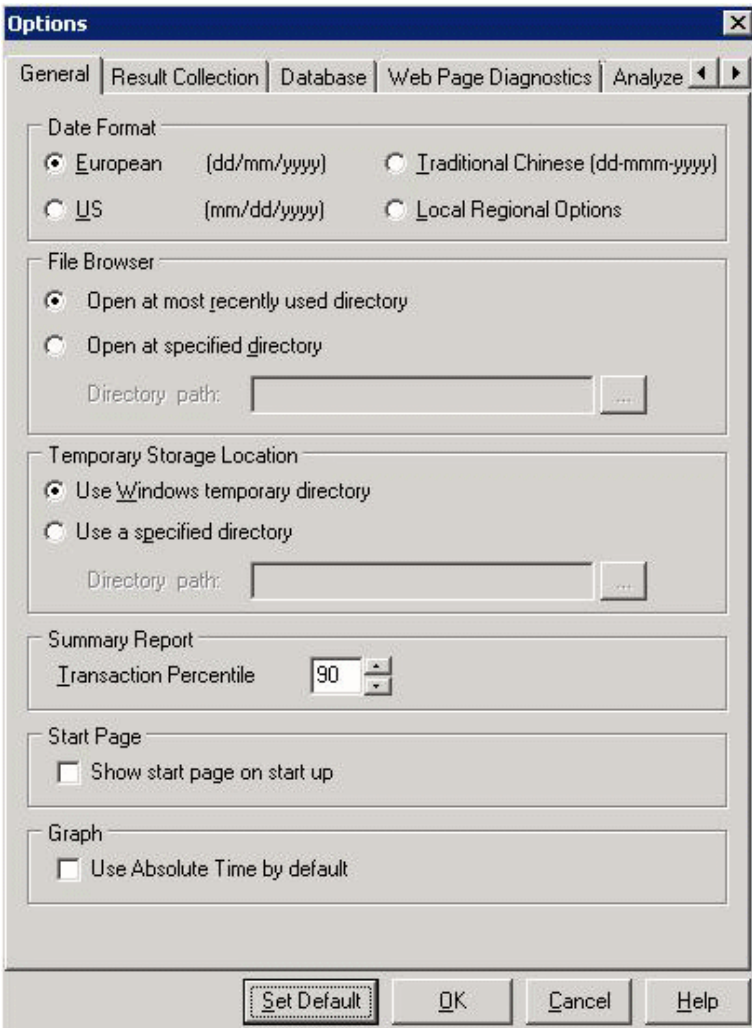 Options
General Result Collection Database Web Page Diagnostics Analyze
Date Format
European (dd/mm/yyyy) Traditional Chinese (dd-mmm-yyyy)
US (mm/dd/yyyy) Local Regional Options
File Browser
Open at most recently used directory
Open at specified directory
Directory path: ...
Temporary Storage Location
Use Windows temporary directory
Use a specified directory
Directory path: ...
Summary Report
Transaction Percentile 90
Start Page
Show start page on start up
Graph
Use Absolute Time by default
Set Default OK Cancel Help